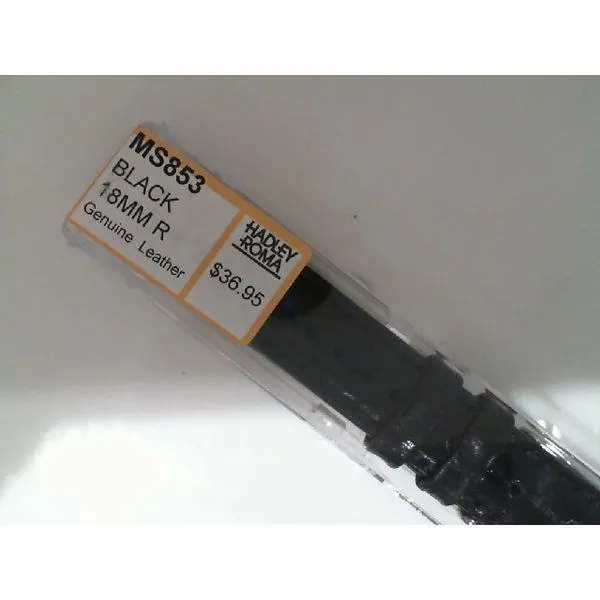 MS853
BLACK
18MM R
Genuine Leather
HADLEY
ROMA
$36.95